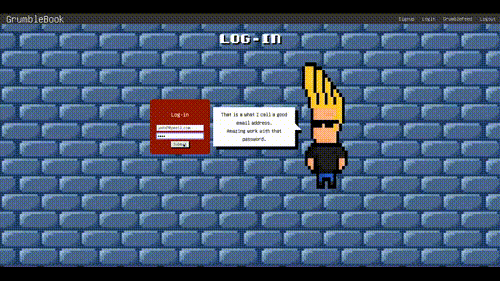 GrumbleBook
Signup Login GrumbleFeed Logout
LOG-IN
Log-in
Submit
That is a what I call a good
email address.
Amazing work with that
password..